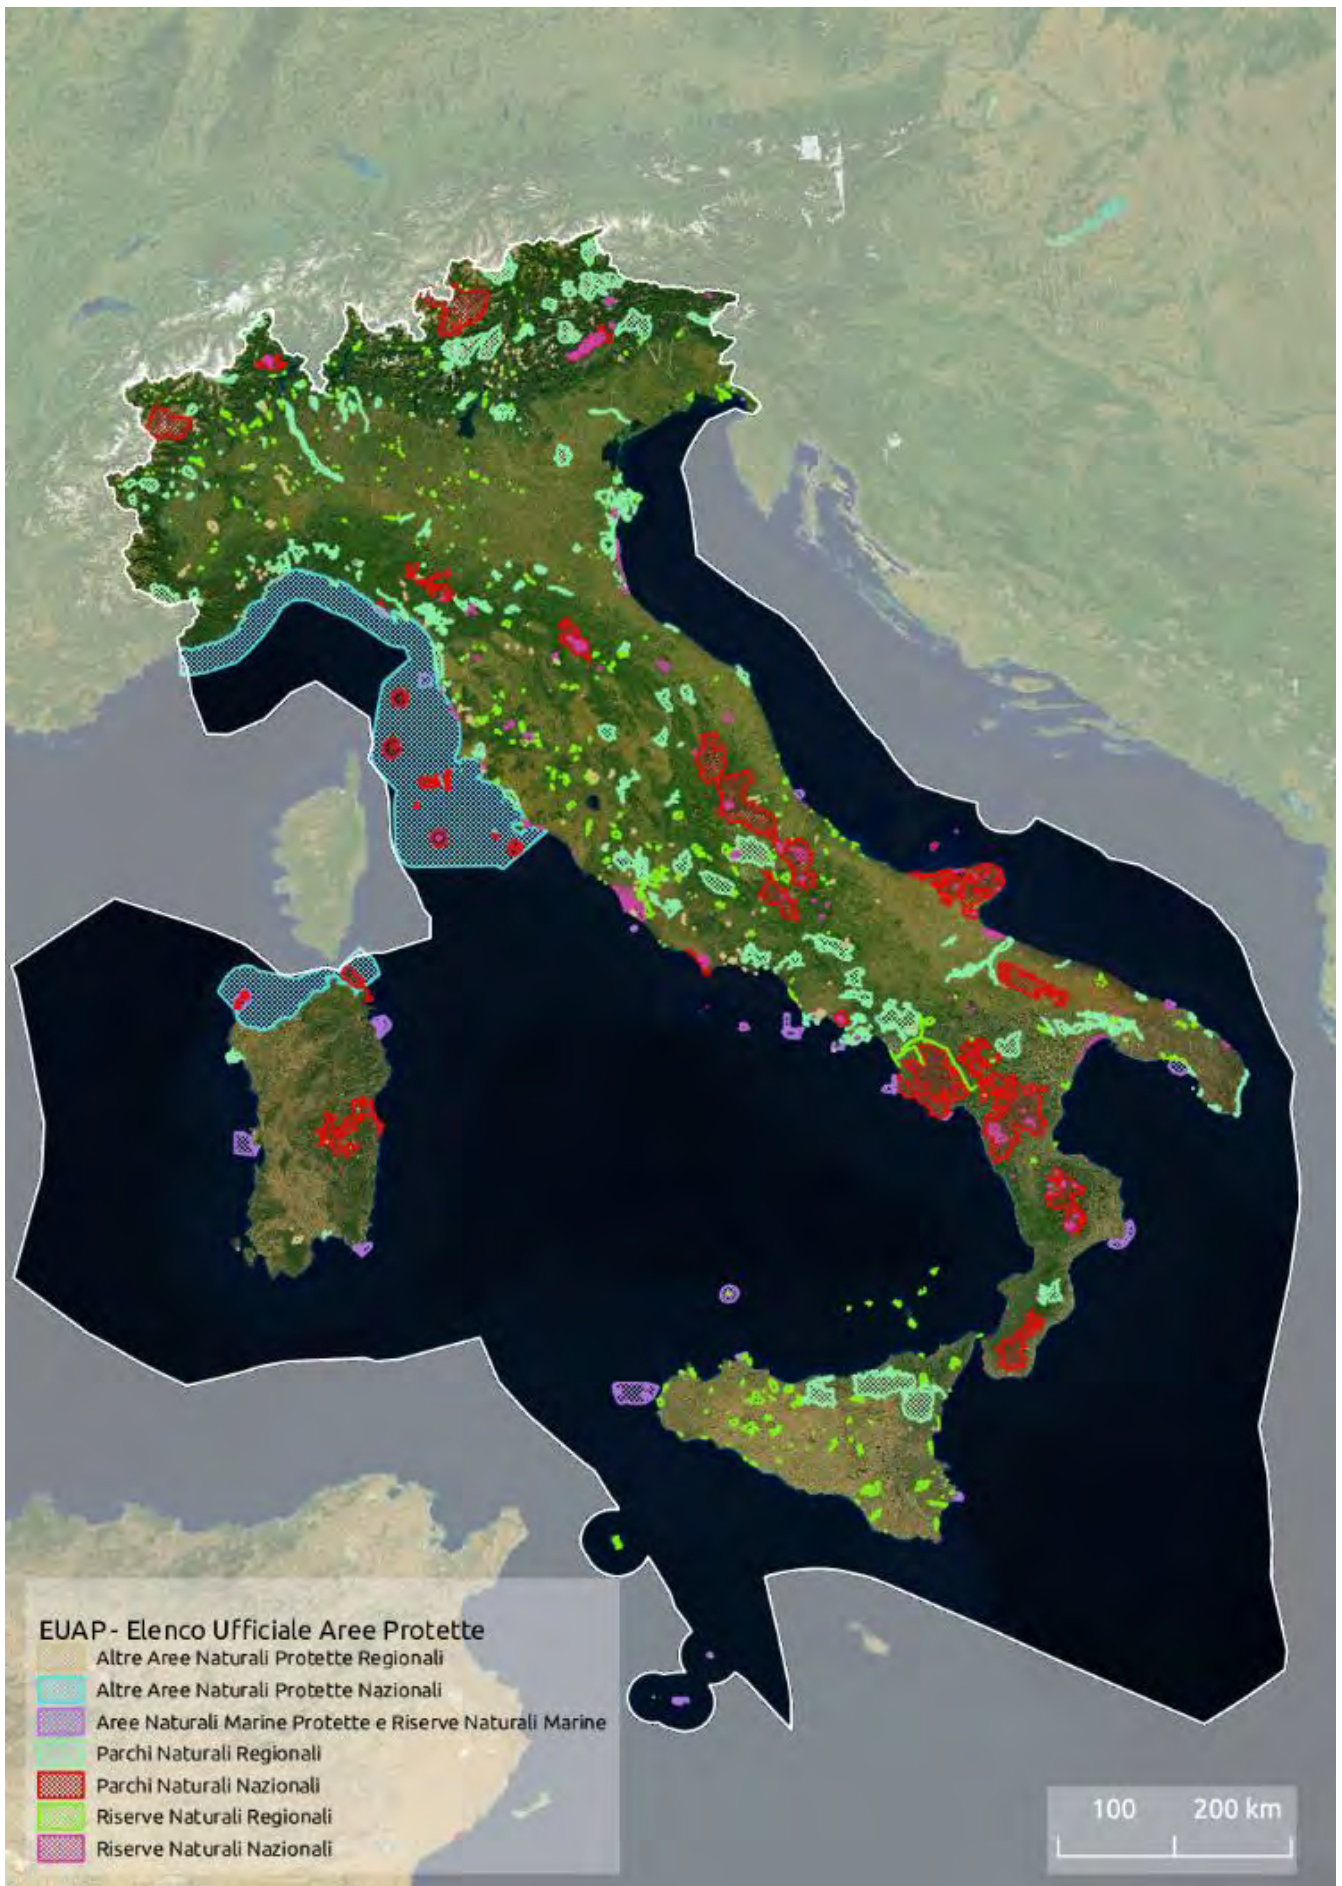 EUAP - Elenco Ufficiale Aree Protette
Altre Aree Naturali Protette Regionali
Altre Aree Naturali Protette Nazionali
Aree Naturali Marine Protette e Riserve Naturali Marine
Parchi Naturali Regionali
Parchi Naturali Nazionali
Riserve Naturali Regionali
Riserve Naturali Nazionali
100 200 km